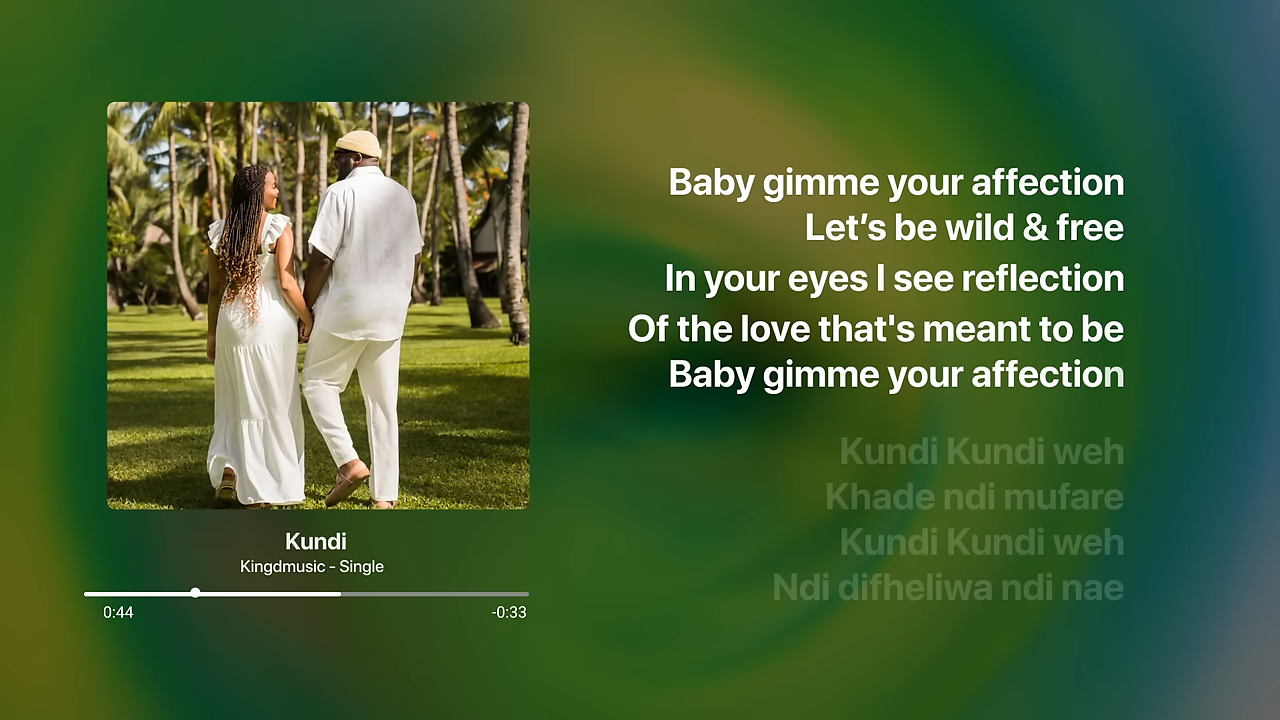 Baby gimme your affection
Let’s be wild & free
In your eyes I see reflection
Of the love that's meant to be
Baby gimme your affection
Kundi Kundi weh
Khade ndi mufare
Kundi Kundi weh
Ndi difheliwa ndi nae
Kundi
Kingdmusic - Single
0:44
-0:33